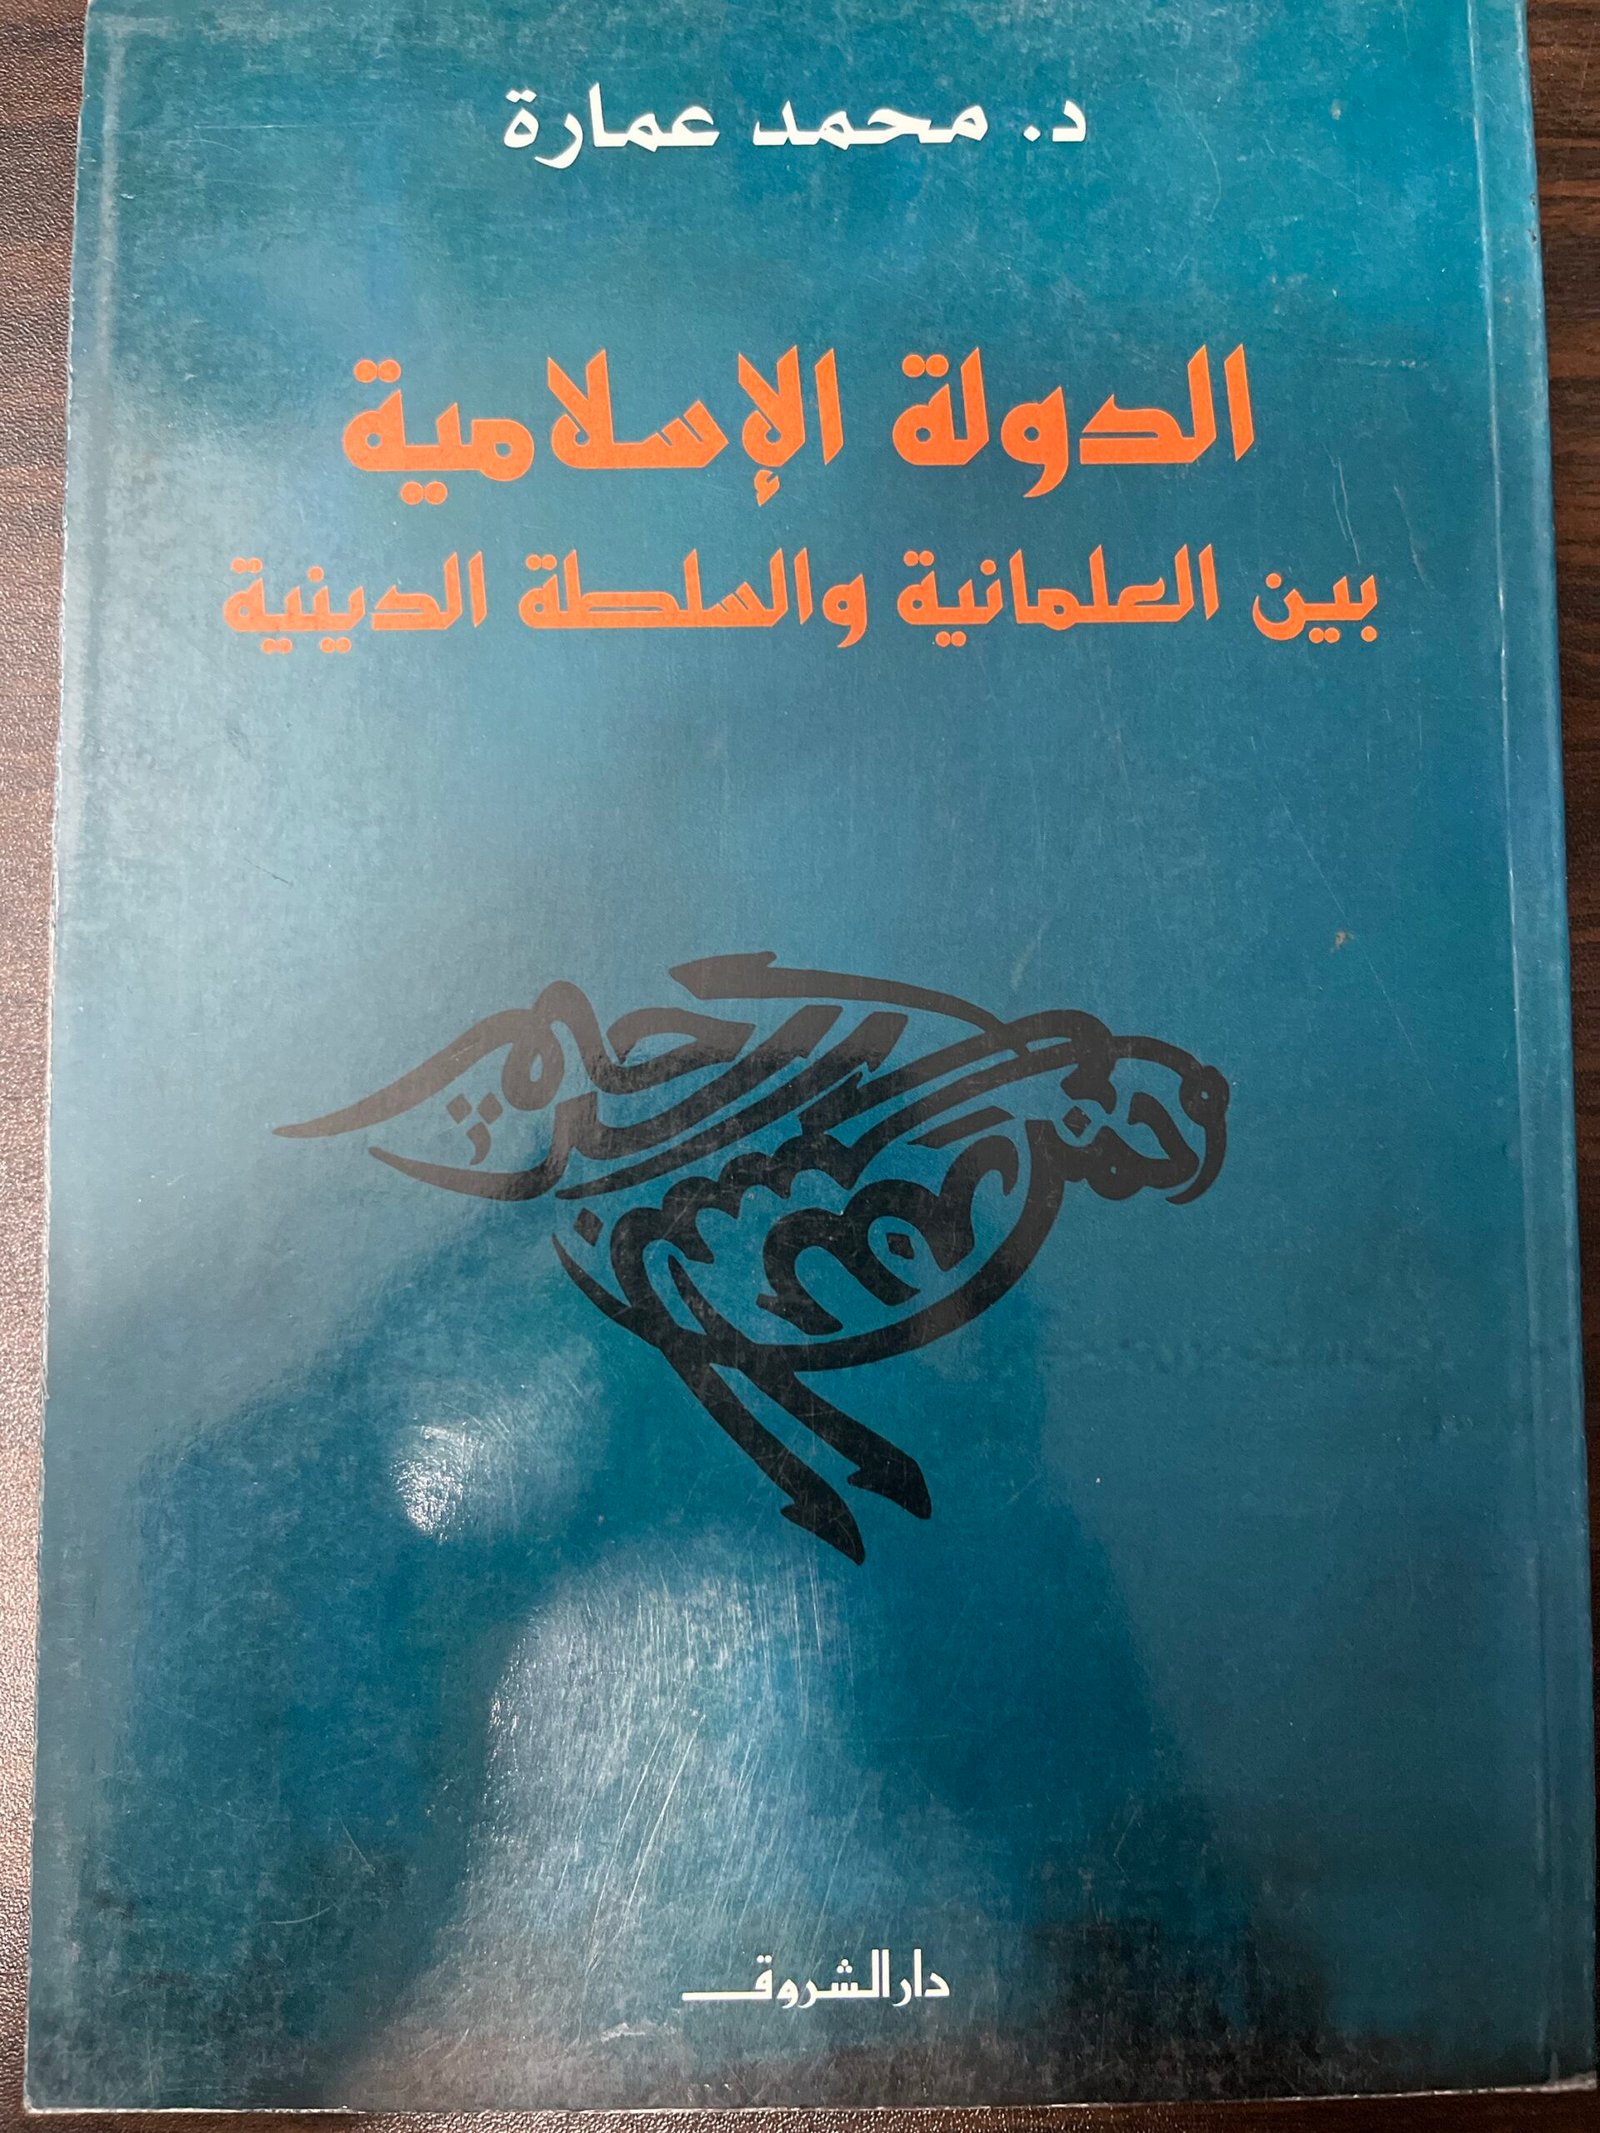 د. محمد عمارة
الدولة الإسلامية
بين العلمانية والسلطة الدينية
دار الشروق